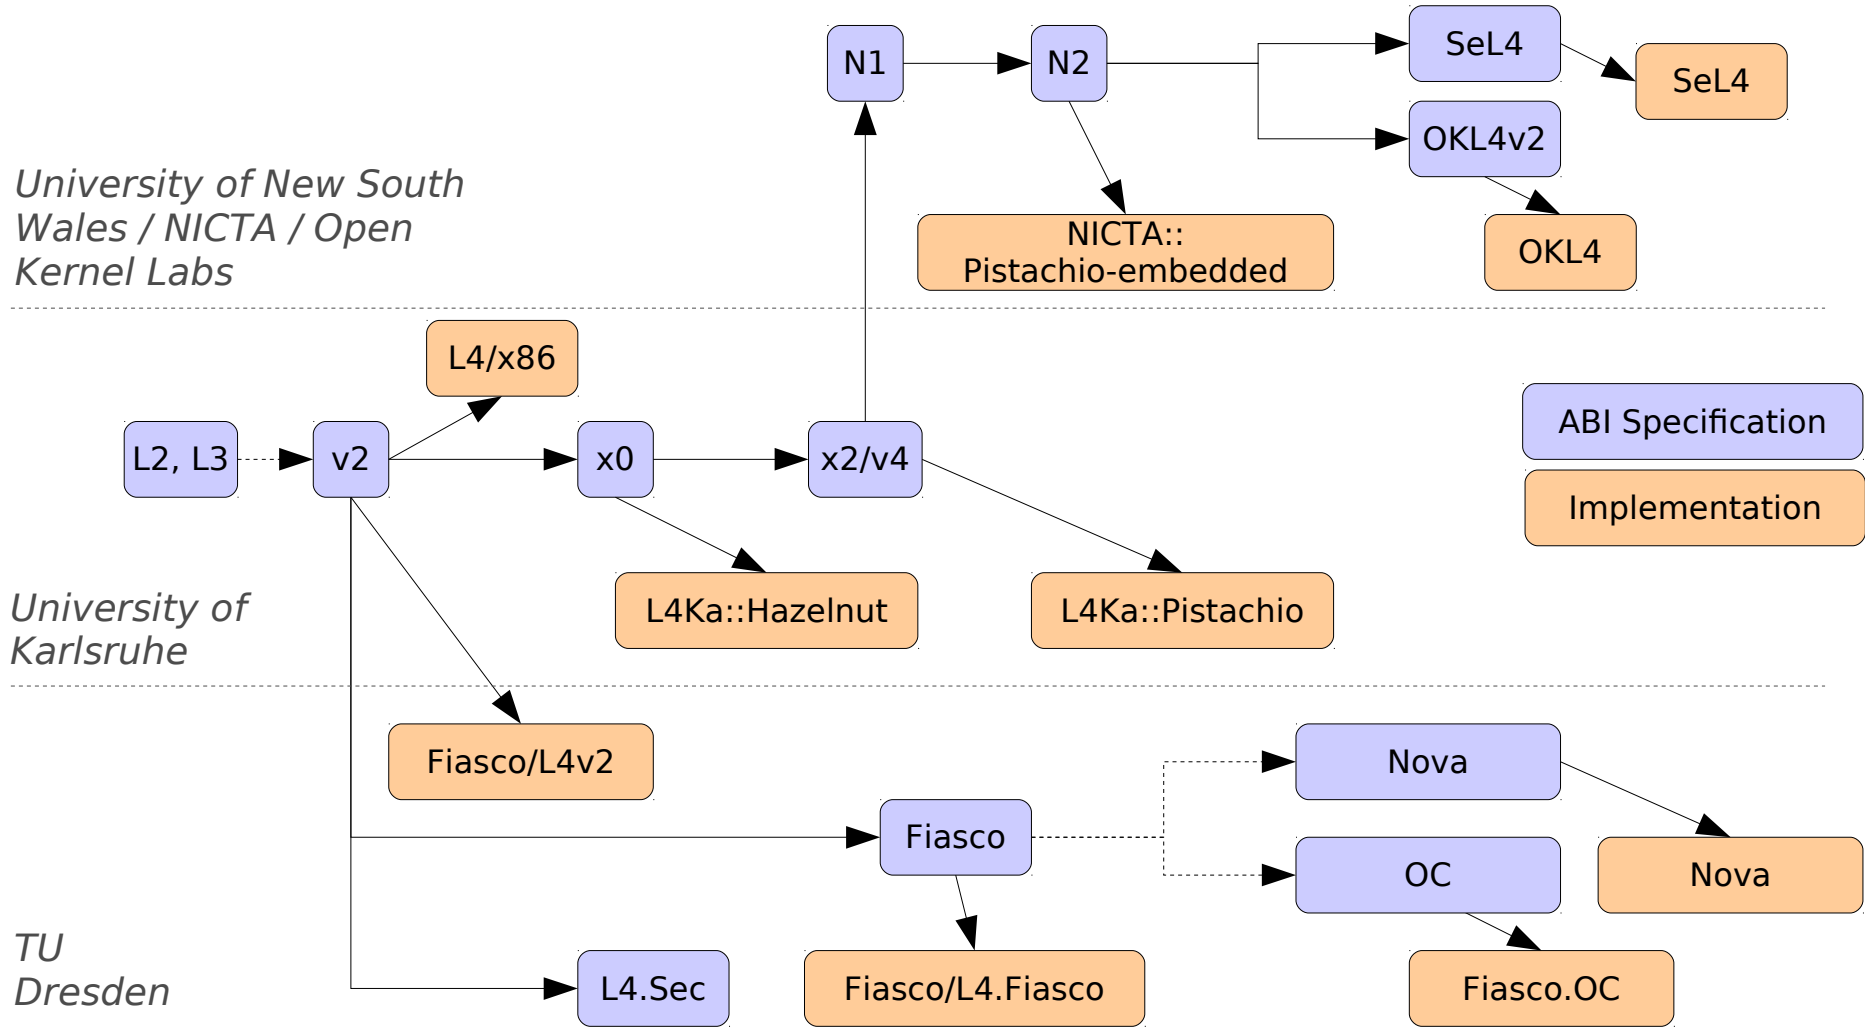 N1
N2
SeL4
SeL4
OKL4v2
University of New South
Wales / NICTA / Open
Kernel Labs
NICTA::
Pistachio-embedded
OKL4
L4/x86
L2, L3
v2
x0
x2/v4
ABI Specification
Implementation
L4Ka::Hazelnut
L4Ka::Pistachio
University of
Karlsruhe
Fiasco/L4v2
Nova
Fiasco
OC
Nova
TU
Dresden
L4.Sec
Fiasco/L4.Fiasco
Fiasco.OC